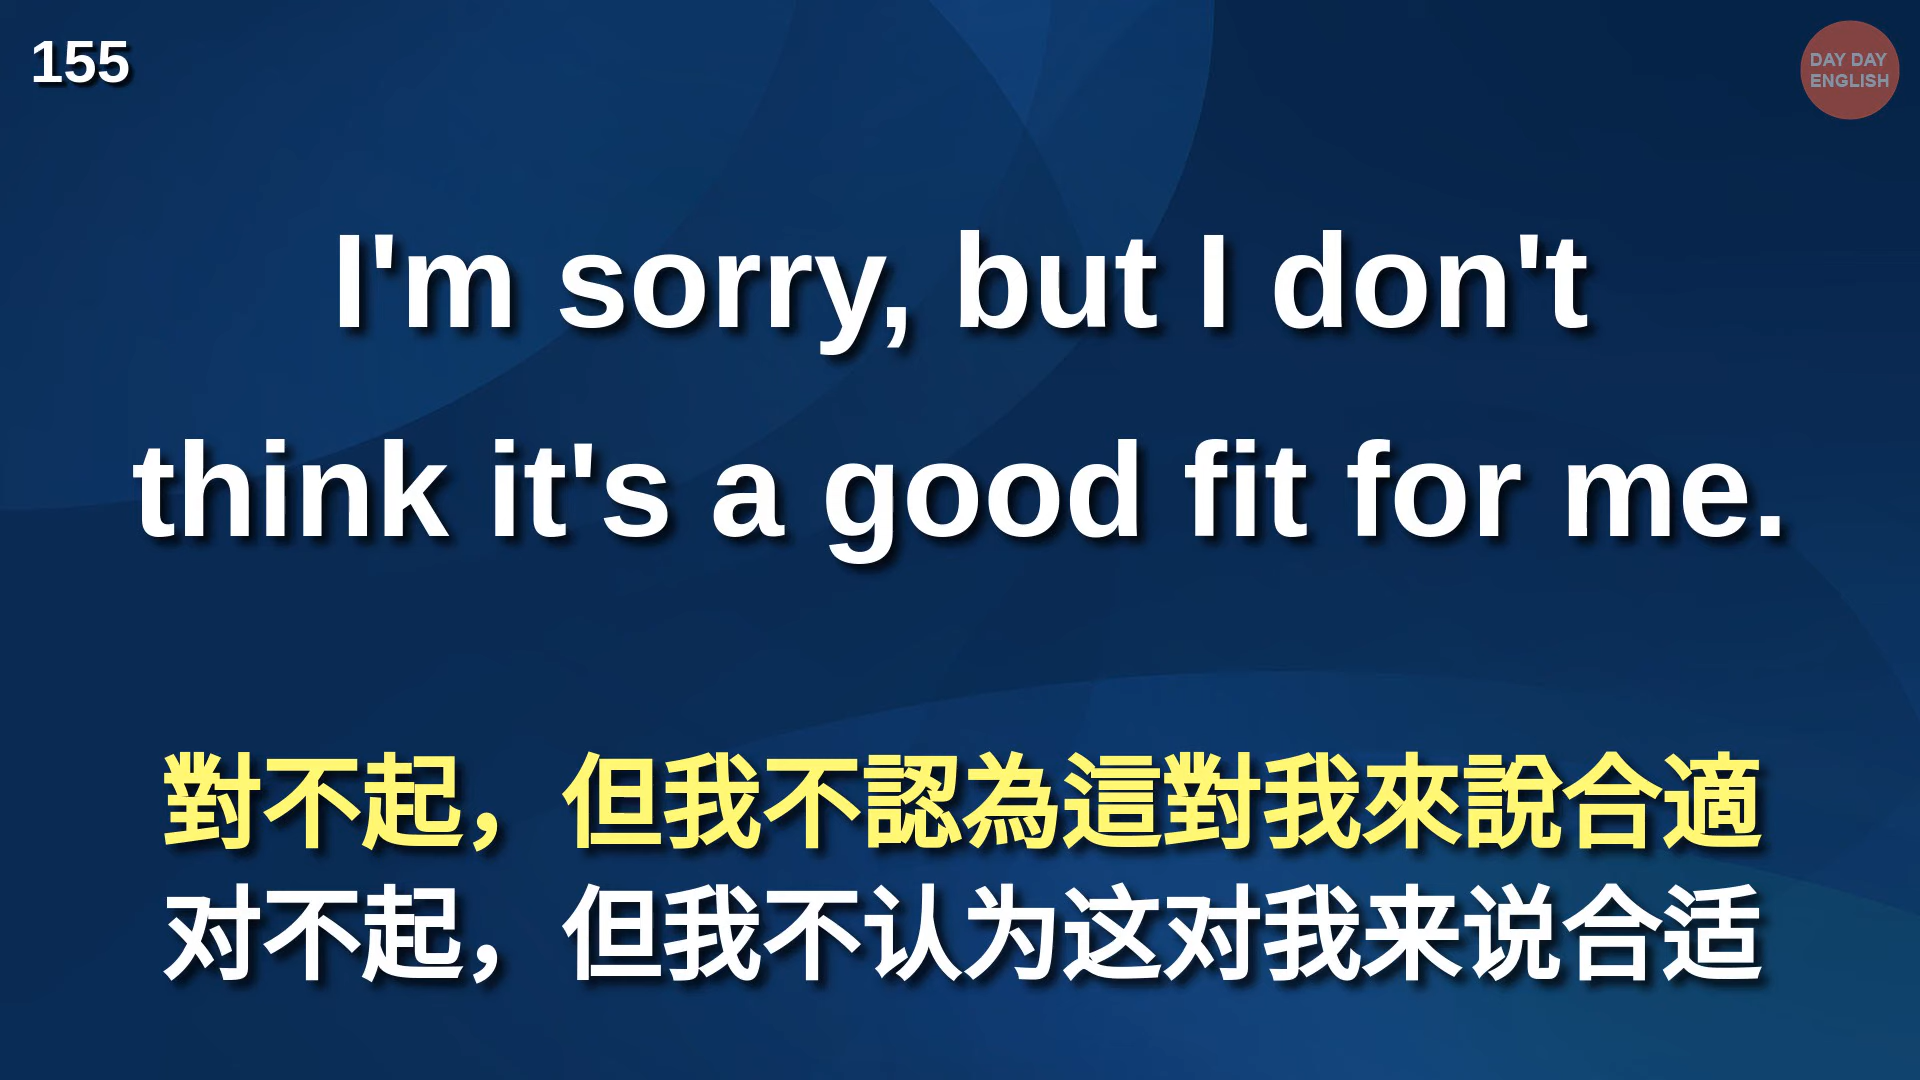 155
DAY DAY
ENGLISH
I'm sorry, but I don't
think it's a good fit for me.
對不起，但我不認為這對我來說合適
对不起，但我不认为这对我来说合适